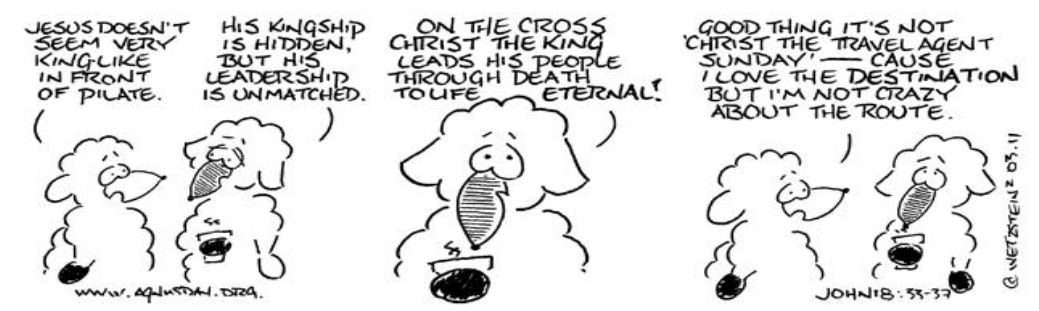 JESUS DOESN'T
SEEM VERY
KING-LIKE
IN FRONT
OF PILATE.
HIS KINGSHIP
IS HIDDEN,
BUT HIS
LEADERSHIP
IS UNMATCHED.
ON THE CROSS
CHRIST THE KING
LEADS HIS PEOPLE
THROUGH DEATH
TO LIFE ETERNAL!
GOOD THING IT'S NOT
'CHRIST THE TRAVEL AGENT
SUNDAY' — CAUSE
I LOVE THE DESTINATION
BUT I'M NOT CRAZY
ABOUT THE ROUTE.
WWW.AGNUSDAY.ORG.
JOHN 18:33-37
© WETZSTEIN² 03.11